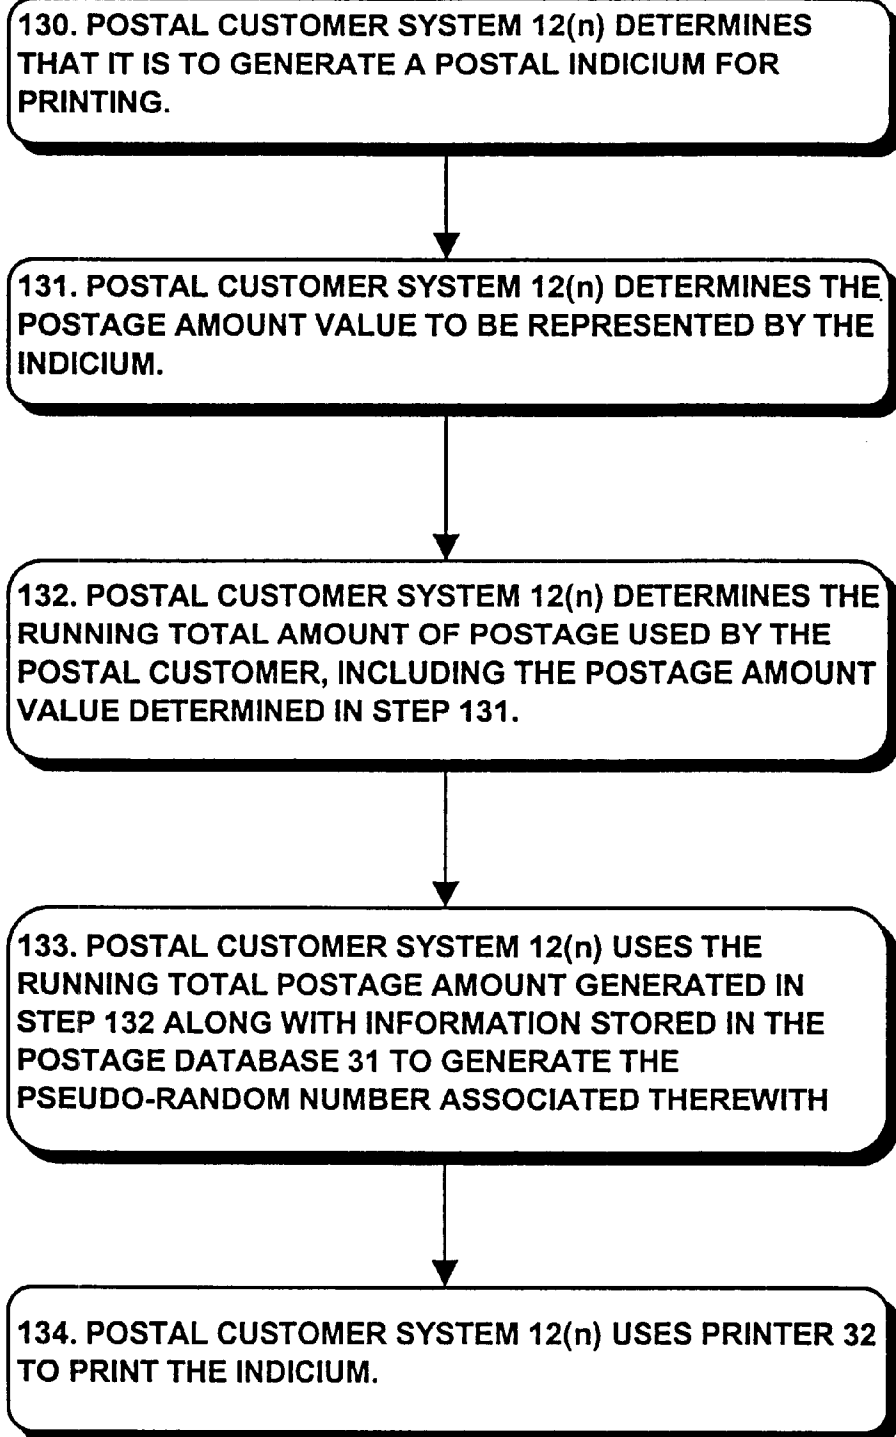 130. POSTAL CUSTOMER SYSTEM 12(n) DETERMINES
THAT IT IS TO GENERATE A POSTAL INDICIUM FOR
PRINTING.
131. POSTAL CUSTOMER SYSTEM 12(n) DETERMINES THE
POSTAGE AMOUNT VALUE TO BE REPRESENTED BY THE
INDICIUM.
132. POSTAL CUSTOMER SYSTEM 12(n) DETERMINES THE
RUNNING TOTAL AMOUNT OF POSTAGE USED BY THE
POSTAL CUSTOMER, INCLUDING THE POSTAGE AMOUNT
VALUE DETERMINED IN STEP 131.
133. POSTAL CUSTOMER SYSTEM 12(n) USES THE
RUNNING TOTAL POSTAGE AMOUNT GENERATED IN
STEP 132 ALONG WITH INFORMATION STORED IN THE
POSTAGE DATABASE 31 TO GENERATE THE
PSEUDO-RANDOM NUMBER ASSOCIATED THEREWITH
134. POSTAL CUSTOMER SYSTEM 12(n) USES PRINTER 32
TO PRINT THE INDICIUM.